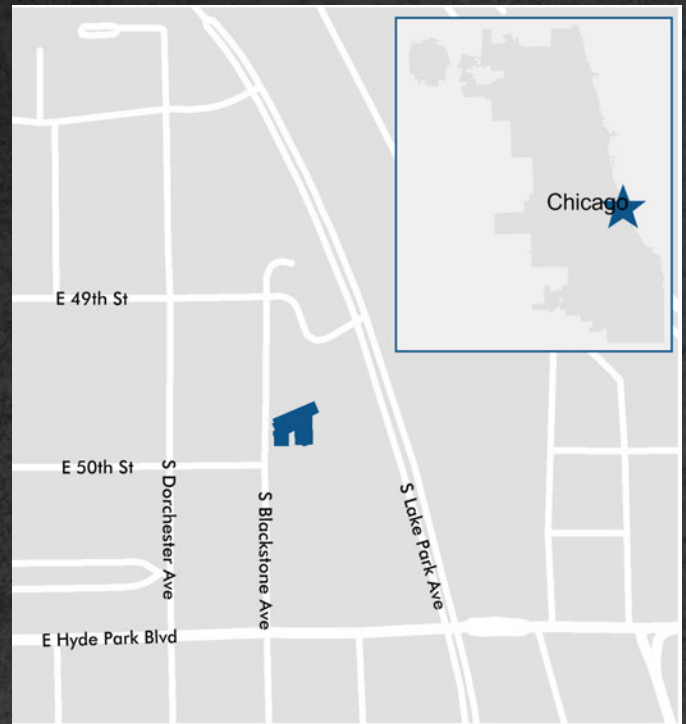 Chicago
E 49th St
E 50th St
S Dorchester Ave
S Blackstone Ave
S Lake Park Ave
E Hyde Park Blvd